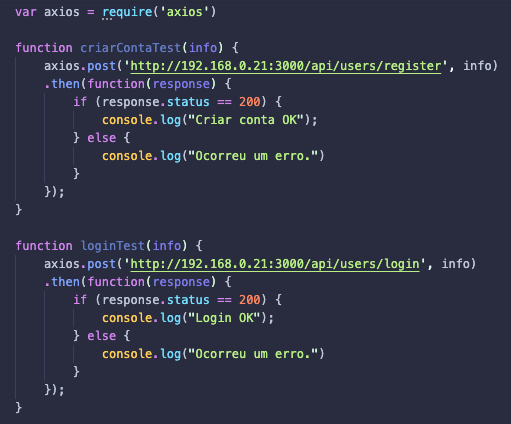 var axios = require('axios')
function criarContaTest(info) {
axios.post('http://192.168.0.21:3000/api/users/register', info)
.then(function(response) {
if (response.status == 200) {
console.log("Criar conta OK");
} else {
console.log("Ocorreu um erro.")
}
});
}
function loginTest(info) {
axios.post('http://192.168.0.21:3000/api/users/login', info)
.then(function(response) {
if (response.status == 200) {
console.log("Login OK");
} else {
console.log("Ocorreu um erro.")
}
});
}